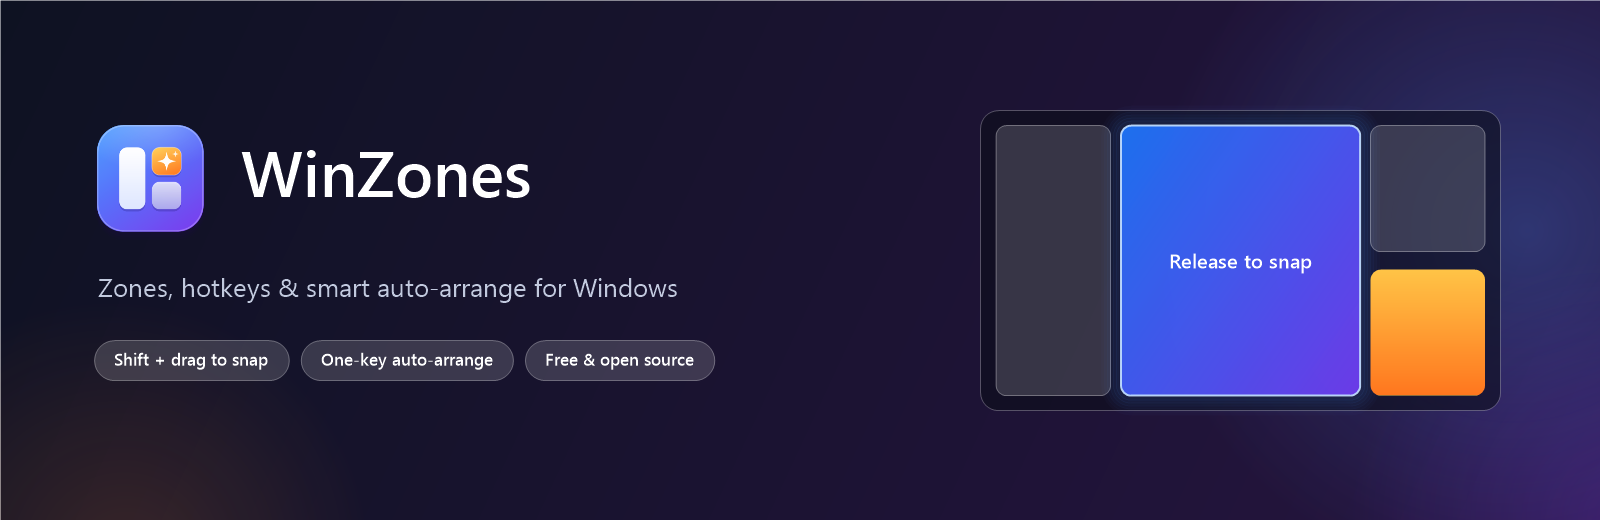 WinZones
Zones, hotkeys & smart auto-arrange for Windows
Shift + drag to snap
One-key auto-arrange
Free & open source
Release to snap